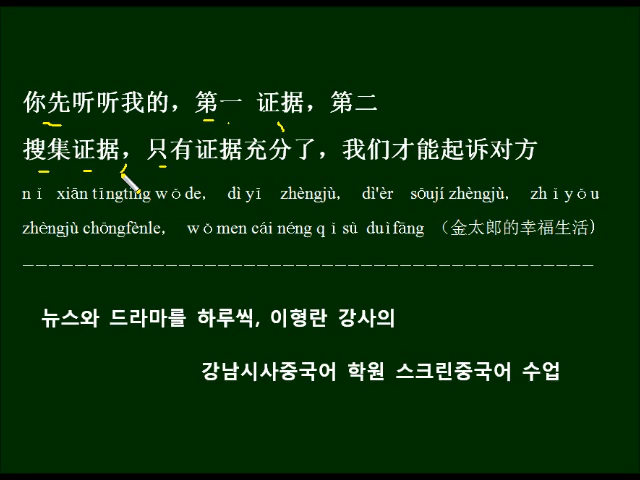 你先听听我的，第一 证据，第二
搜集证据，只有证据充分了，我们才能起诉对方
nǐ xiān tīngtīng wǒ de， dì yī zhèngjù， dì'èr sōují zhèngjù， zhǐyǒu
zhèngjù chōngfènle， wǒmen cái néng qǐsù duìfāng （金太郎的幸福生活）
뉴스와 드라마를 하루씩, 이형란 강사의
강남시사중국어 학원 스크린중국어 수업